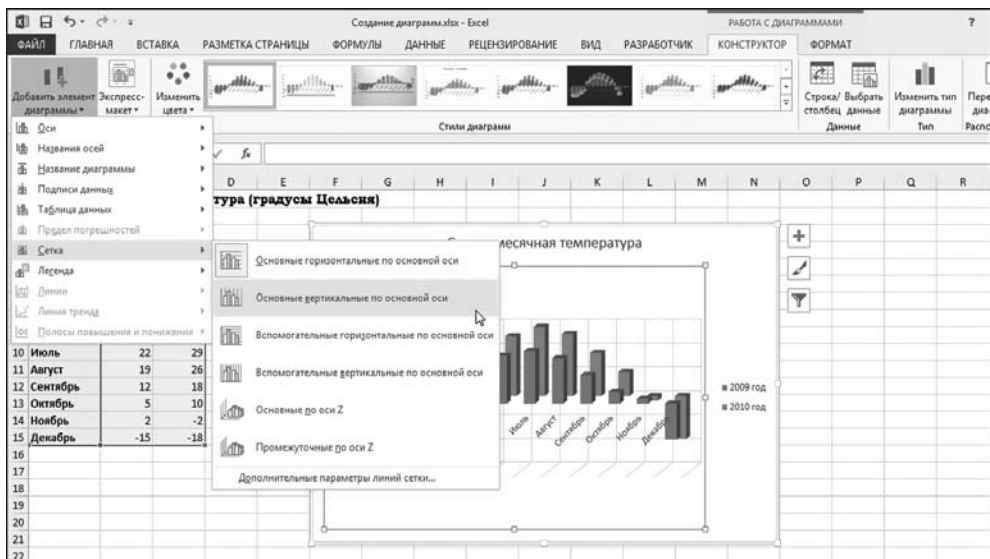 Создание диаграмм.xlsx - Excel
РАБОТА С ДИАГРАММАМИ
?
ФАЙЛ ГЛАВНАЯ ВСТАВКА РАЗМЕТКА СТРАНИЦЫ ФОРМУЛЫ ДАННЫЕ РЕЦЕНЗИРОВАНИЕ ВИД РАЗРАБОТЧИК КОНСТРУКТОР ФОРМАТ
Добавить элемент диаграммы
Экспресс-макет
Изменить цвета
Стили диаграмм
Строка/столбец
Выбрать данные
Данные
Изменить тип диаграммы
Тип
Оси
Названия осей
Название диаграммы
Подписи данных
Таблица данных
Предел погрешностей
Сетка
Легенда
Линии
Линия тренда
Полосы повышения и понижения
fx
D E F G H I J K L M N O P Q R
тура (градусы Цельсия)
месячная температура
Основные горизонтальные по основной оси
Основные вертикальные по основной оси
Вспомогательные горизонтальные по основной оси
Вспомогательные вертикальные по основной оси
Основные по оси Z
Промежуточные по оси Z
Дополнительные параметры линий сетки...
10 Июль 22 29
11 Август 19 26
12 Сентябрь 12 18
13 Октябрь 5 10
14 Ноябрь 2 -2
15 Декабрь -15 -18
16
17
18
19
20
21
22
Июль Август Сентябрь Октябрь Ноябрь Декабрь
2009 год
2010 год